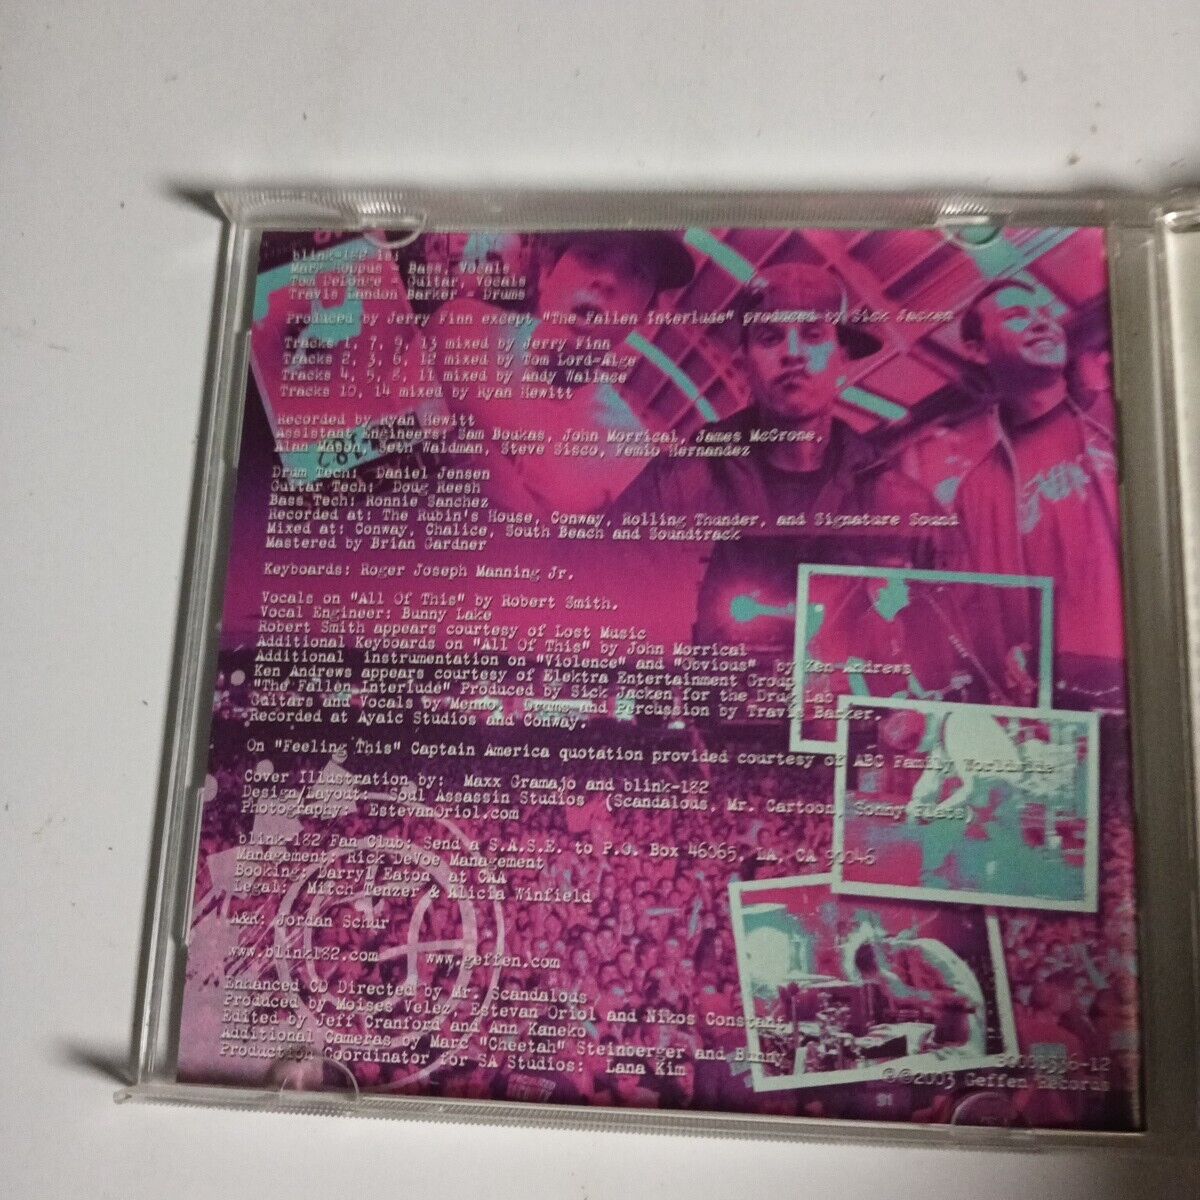 blink-182 is;
Mark Hoppus - Bass, Vocals
Tom DeLonge - Guitar, Vocals
Travis Landon Barker - Drums
Produced by Jerry Finn except "The Fallen Interlude" produced by Sick Jacken
Tracks 1, 7, 9, 13 mixed by Jerry Finn
Tracks 2, 3, 6, 12 mixed by Tom Lord-Alge
Tracks 4, 5, 8, 11 mixed by Andy Wallace
Tracks 10, 14 mixed by Ryan Hewitt
Recorded by Ryan Hewitt
Assistant Engineers: Sam Boukas, John Morrical, James McCrone,
Alan Mason, Seth Waldman, Steve Sisco, Femio Hernandez
Drum Tech: Daniel Jensen
Guitar Tech: Doug Reesh
Bass Tech: Ronnie Sanchez
Recorded at: The Rubin's House, Conway, Rolling Thunder, and Signature Sound
Mixed at: Conway, Chalice, South Beach and Soundtrack
Mastered by Brian Gardner
Keyboards: Roger Joseph Manning Jr.
Vocals on "All Of This" by Robert Smith.
Vocal Engineer: Bunny Lake
Robert Smith appears courtesy of Lost Music
Additional Keyboards on "All Of This" by John Morrical
Additional instrumentation on "Violence" and "Obvious" by Ken Andrews
Ken Andrews appears courtesy of Elektra Entertainment Group
"The Fallen Interlude" Produced by Sick Jacken for the Drug Lab
Guitars and Vocals by Menno. Drums and Percussion by Travis Barker.
Recorded at Ayaic Studios and Conway.
On "Feeling This" Captain America quotation provided courtesy of ABC Family Worldwide
Cover Illustration by: Maxx Gramajo and blink-182
Design/Layout: Soul Assassin Studios (Scandalous, Mr. Cartoon, Sonny Flats)
Photography: EstevanOriol.com
blink-182 Fan Club: Send a S.A.S.E. to P.O. Box 46065, LA, CA 90046
Management: Rick DeVoe Management
Booking: Darryl Eaton at CAA
Legal: Mitch Tenzer & Alicia Winfield
A&R: Jordan Schur
www.blink182.com www.geffen.com
Enhanced CD Directed by Mr. Scandalous
Produced by Moises Velez, Estevan Oriol and Nikos Constant
Edited by Jeff Cranford and Ann Kaneko
Additional Cameras by Marc "Cheetah" Steinberger and Bunny
Production Coordinator for SA Studios: Lana Kim
℗©2003 Geffen Records